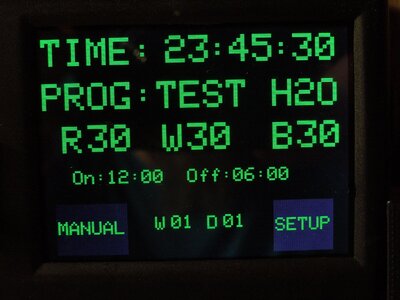 TIME: 23:45:30
PROG:TEST H2O
R30 W30 B30
On:12:00 Off:06:00
MANUAL W01 D01 SETUP